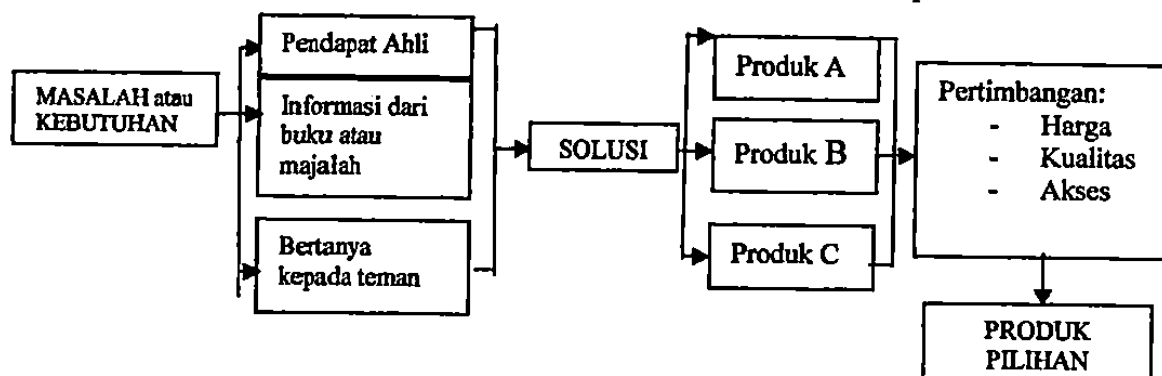 MASALAH atau
KEBUTUHAN
Pendapat Ahli
Informasi dari
buku atau
majalah
Bertanya
kepada teman
SOLUSI
Produk A
Produk B
Produk C
Pertimbangan:
- Harga
- Kualitas
- Akses
PRODUK
PILIHAN